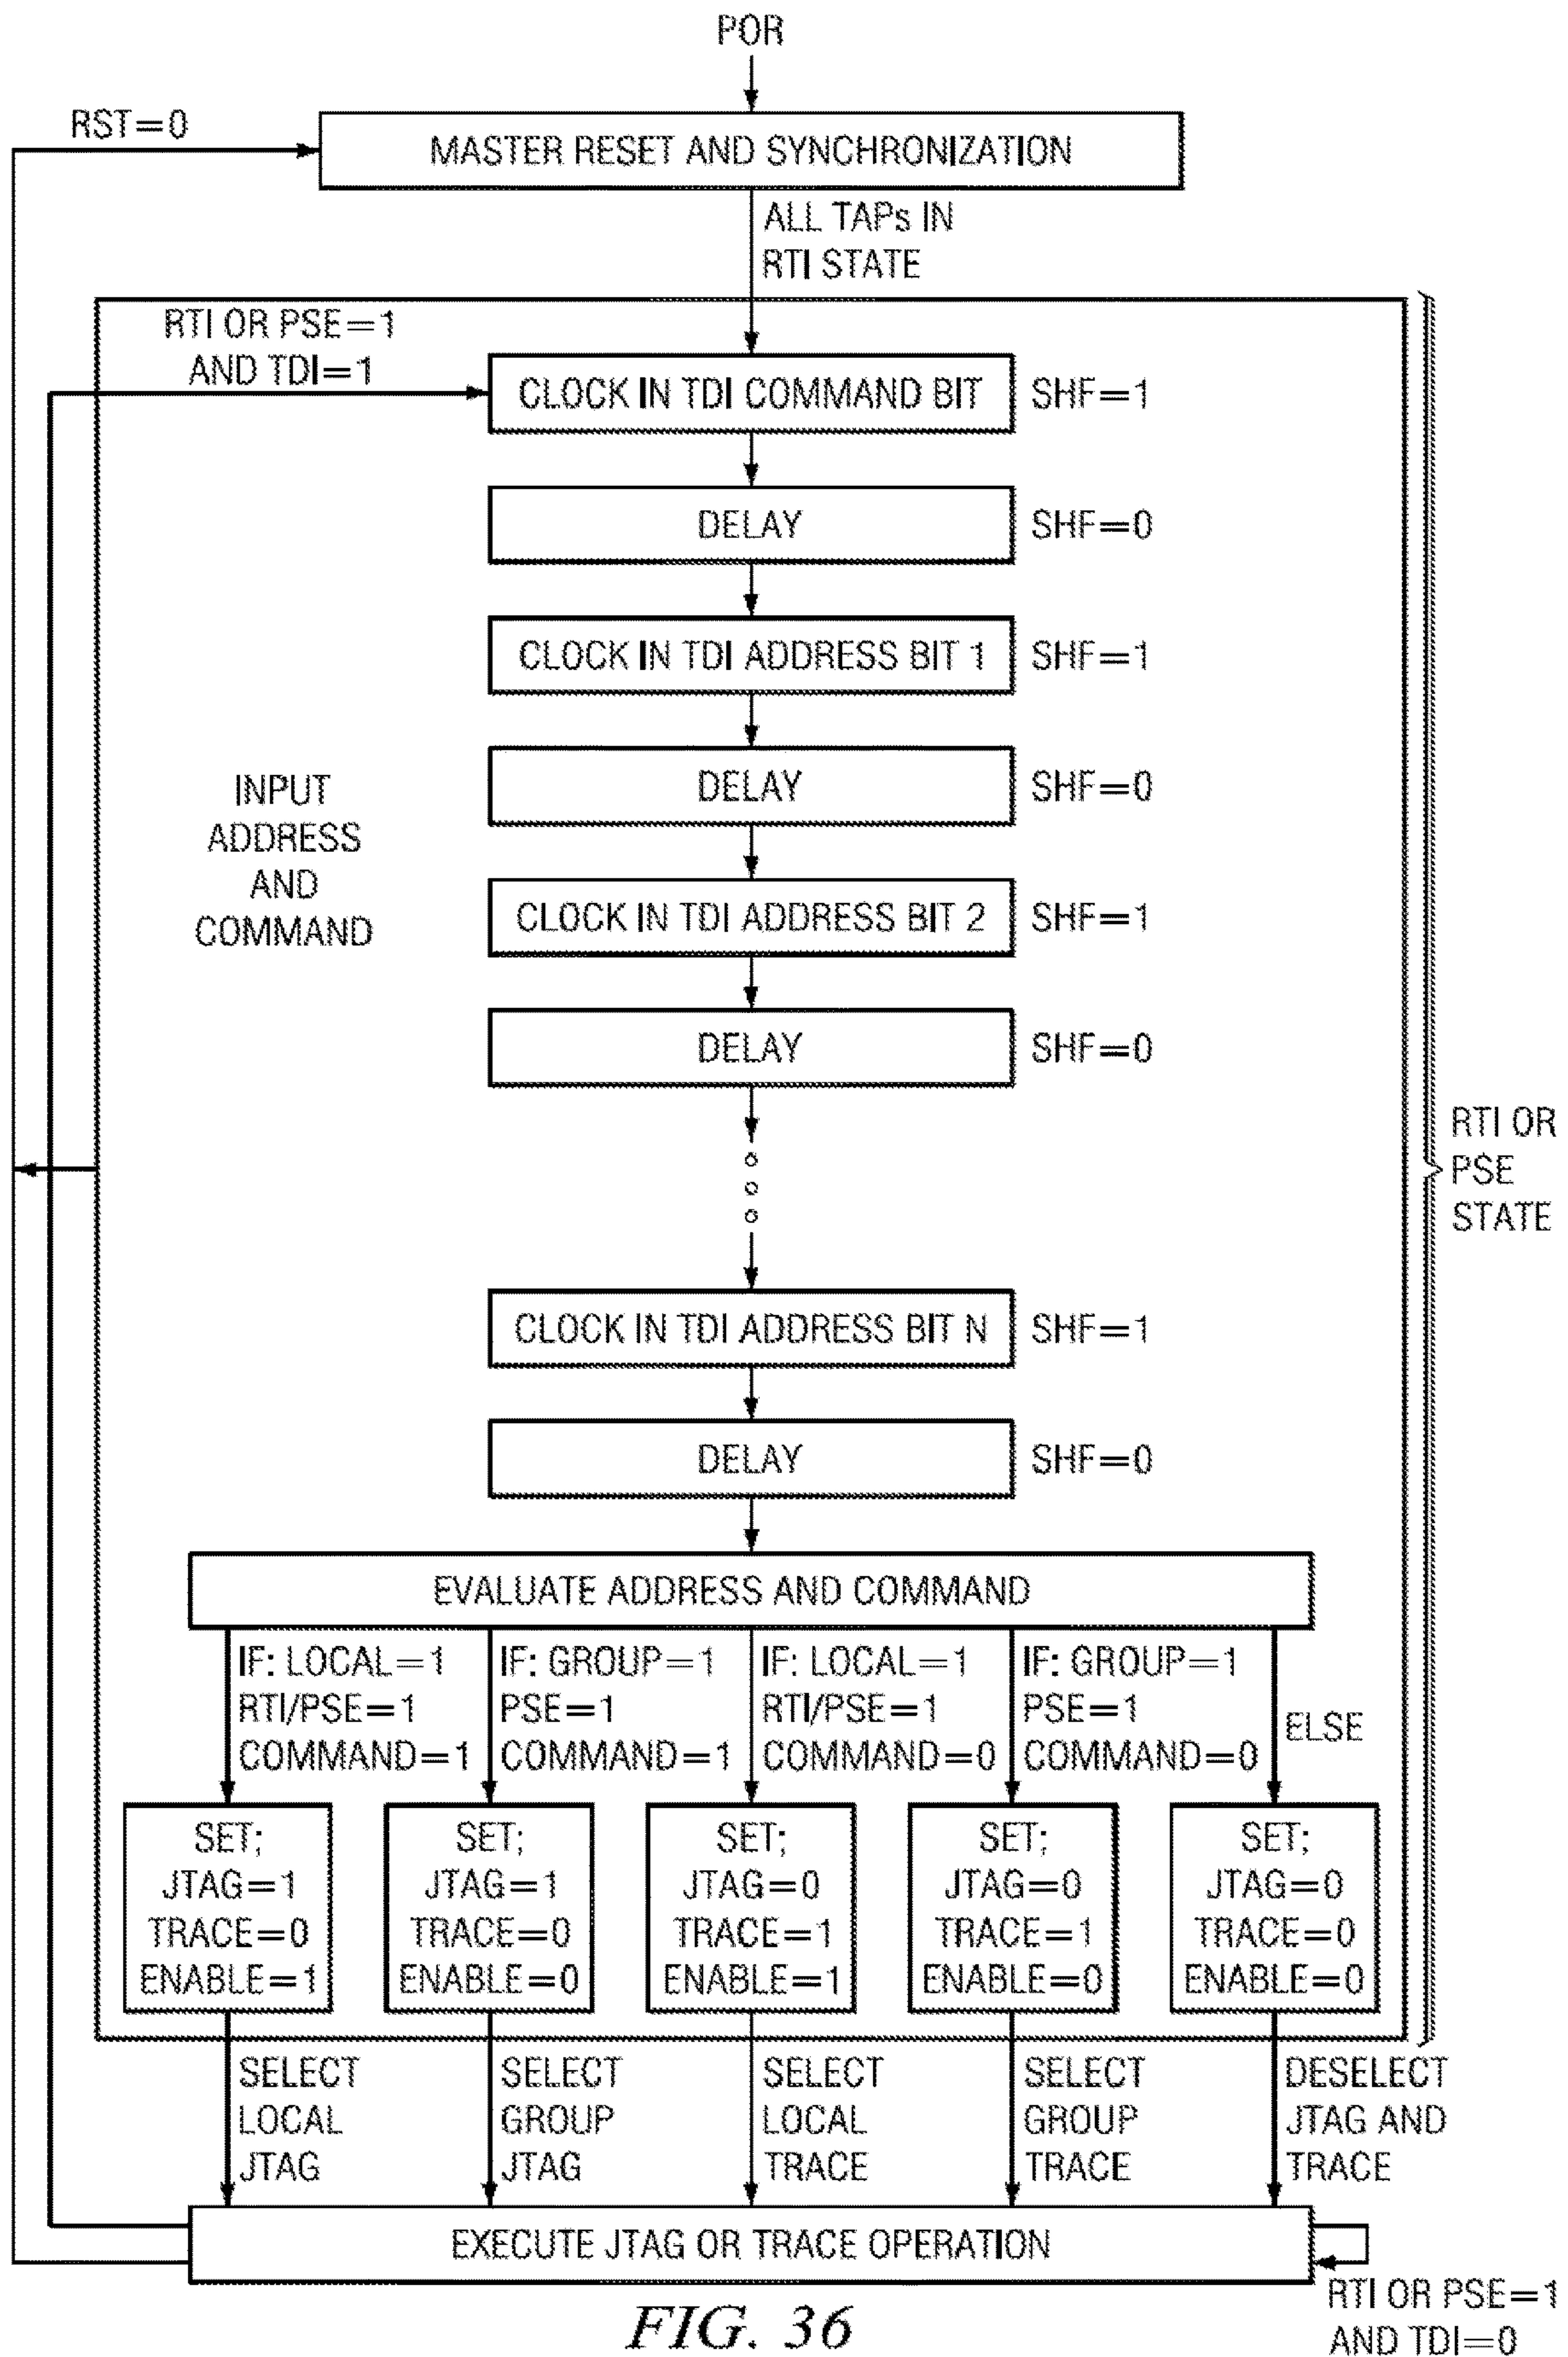 POR
RST=0
MASTER RESET AND SYNCHRONIZATION
ALL TAPs IN
RTI STATE
RTI OR PSE=1
AND TDI=1
CLOCK IN TDI COMMAND BIT
SHF=1
DELAY
SHF=0
CLOCK IN TDI ADDRESS BIT 1
SHF=1
DELAY
SHF=0
INPUT
ADDRESS
AND
COMMAND
CLOCK IN TDI ADDRESS BIT 2
SHF=1
DELAY
SHF=0
RTI OR
PSE
STATE
CLOCK IN TDI ADDRESS BIT N
SHF=1
DELAY
SHF=0
EVALUATE ADDRESS AND COMMAND
IF: LOCAL=1
RTI/PSE=1
COMMAND=1
IF: GROUP=1
PSE=1
COMMAND=1
IF: LOCAL=1
RTI/PSE=1
COMMAND=0
IF: GROUP=1
PSE=1
COMMAND=0
ELSE
SET;
JTAG=1
TRACE=0
ENABLE=1
SET;
JTAG=1
TRACE=0
ENABLE=0
SET;
JTAG=0
TRACE=1
ENABLE=1
SET;
JTAG=0
TRACE=1
ENABLE=0
SET;
JTAG=0
TRACE=0
ENABLE=0
SELECT
LOCAL
JTAG
SELECT
GROUP
JTAG
SELECT
LOCAL
TRACE
SELECT
GROUP
TRACE
DESELECT
JTAG AND
TRACE
EXECUTE JTAG OR TRACE OPERATION
RTI OR PSE=1
AND TDI=0
FIG. 36